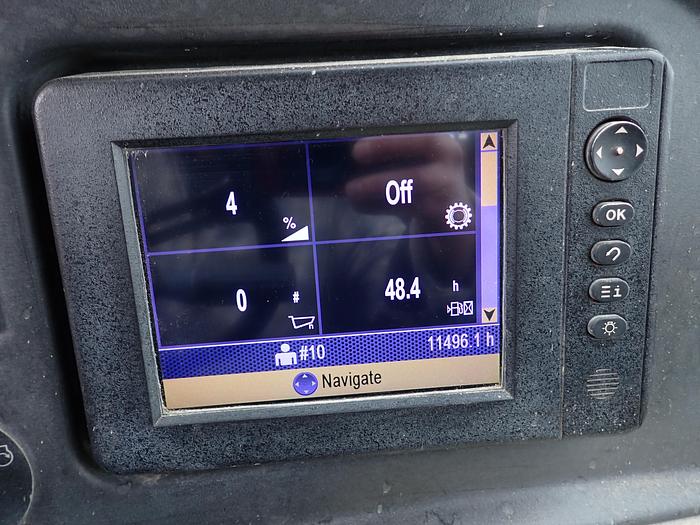 4 Off
%
OK
0 # 48.4 h
h
i
#10 11496.1 h
Navigate